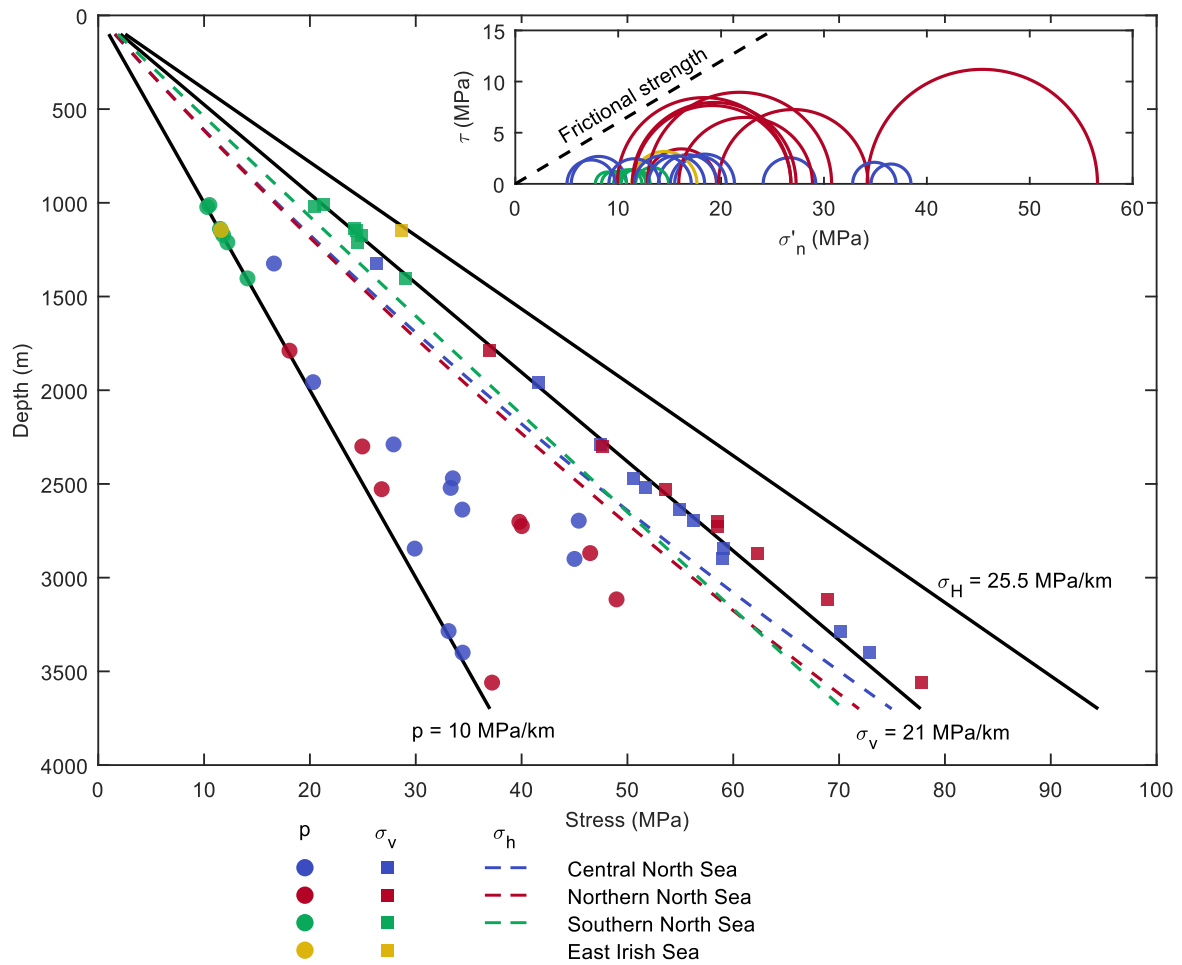 0
500
1000
1500
2000
2500
3000
3500
4000
Depth (m)
0 10 20 30 40 50 60 70 80 90 100
Stress (MPa)
15
10
5
0
τ (MPa)
0 10 20 30 40 50 60
σ'n (MPa)
Frictional strength
σH = 25.5 MPa/km
p = 10 MPa/km
σv = 21 MPa/km
p σv σh
Central North Sea
Northern North Sea
Southern North Sea
East Irish Sea